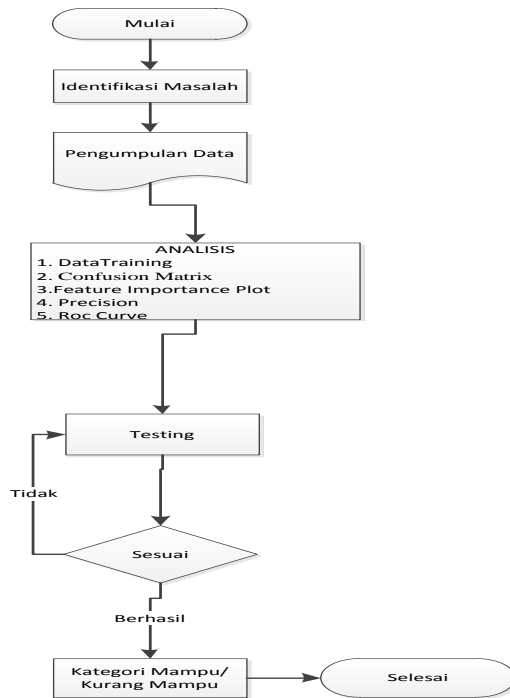 Mulai
Identifikasi Masalah
Pengumpulan Data
ANALISIS
1. DataTraining
2. Confusion Matrix
3.Feature Importance Plot
4. Precision
5. Roc Curve
Testing
Tidak
Sesuai
Berhasil
Kategori Mampu/
Kurang Mampu
Selesai